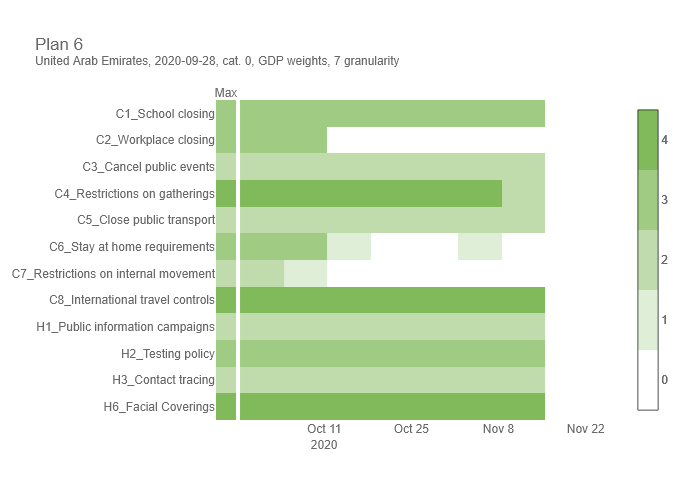 Plan 6
United Arab Emirates, 2020-09-28, cat. 0, GDP weights, 7 granularity
Max
C1_School closing
C2_Workplace closing
C3_Cancel public events
C4_Restrictions on gatherings
C5_Close public transport
C6_Stay at home requirements
C7_Restrictions on internal movement
C8_International travel controls
H1_Public information campaigns
H2_Testing policy
H3_Contact tracing
H6_Facial Coverings
Oct 11
2020
Oct 25
Nov 8
Nov 22
4
3
2
1
0